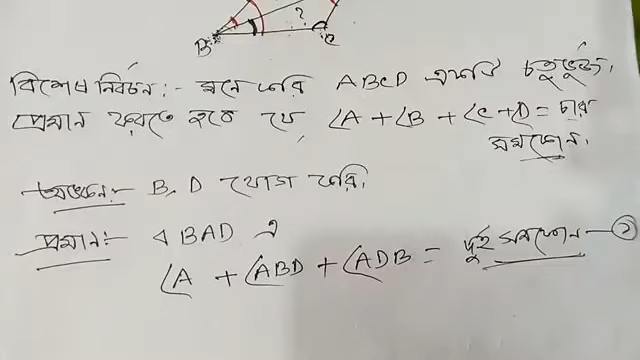 B ? C
বিশেষ নির্বচন:- মনে করি ABCD একটি চতুর্ভুজ।
প্রমান করতে হবে যে, ∠A + ∠B + ∠C + ∠D = চার
সমকোন।
অঙ্কন:- B, D যোগ করি।
প্রমান:- △ BAD এ
∠A + ∠ABD + ∠ADB = দুই সমকোন —①